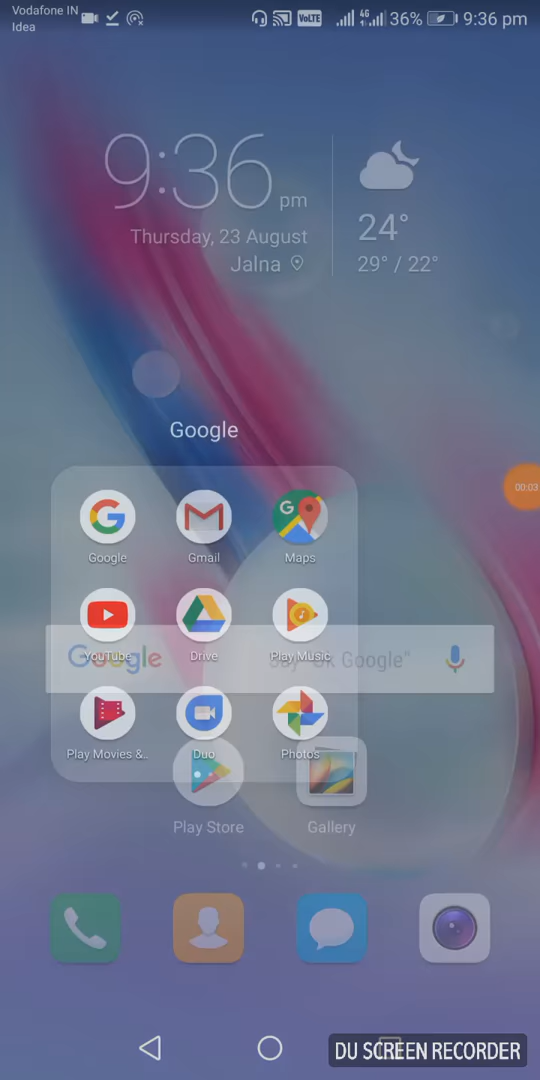 Vodafone IN
Idea
VoLTE
4G
36%
9:36 pm
9:36 pm
Thursday, 23 August
Jalna
24°
29° / 22°
Google
00:03
Google
Gmail
Maps
YouTube
Drive
Play Music
Google
Say "Ok Google"
Play Movies &..
Duo
Photos
Play Store
Gallery
DU SCREEN RECORDER